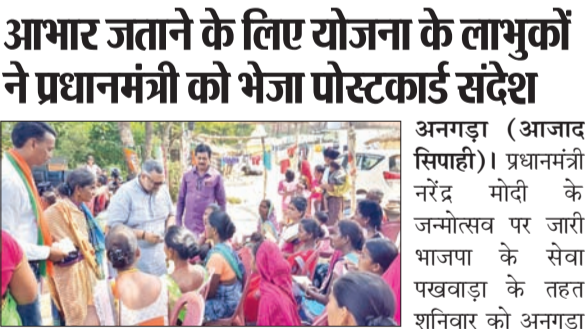 आभार जताने के लिए योजना के लाभुकों
ने प्रधानमंत्री को भेजा पोस्टकार्ड संदेश
अनगड़ा (आजाद
सिपाही)। प्रधानमंत्री
नरेंद्र मोदी के
जन्मोत्सव पर जारी
भाजपा के सेवा
पखवाड़ा के तहत
शनिवार को अनगड़ा